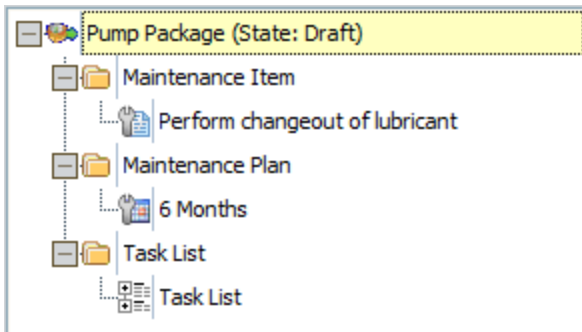 Pump Package (State: Draft)
Maintenance Item
Perform changeout of lubricant
Maintenance Plan
6 Months
Task List
Task List